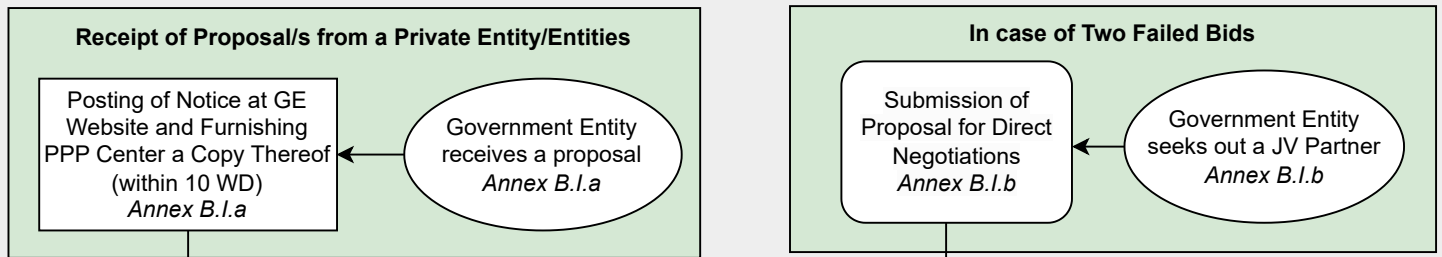 Receipt of Proposal/s from a Private Entity/Entities
Posting of Notice at GE
Website and Furnishing
PPP Center a Copy Thereof
(within 10 WD)
Annex B.I.a
Government Entity
receives a proposal
Annex B.I.a
In case of Two Failed Bids
Submission of
Proposal for Direct
Negotiations
Annex B.I.b
Government Entity
seeks out a JV Partner
Annex B.I.b